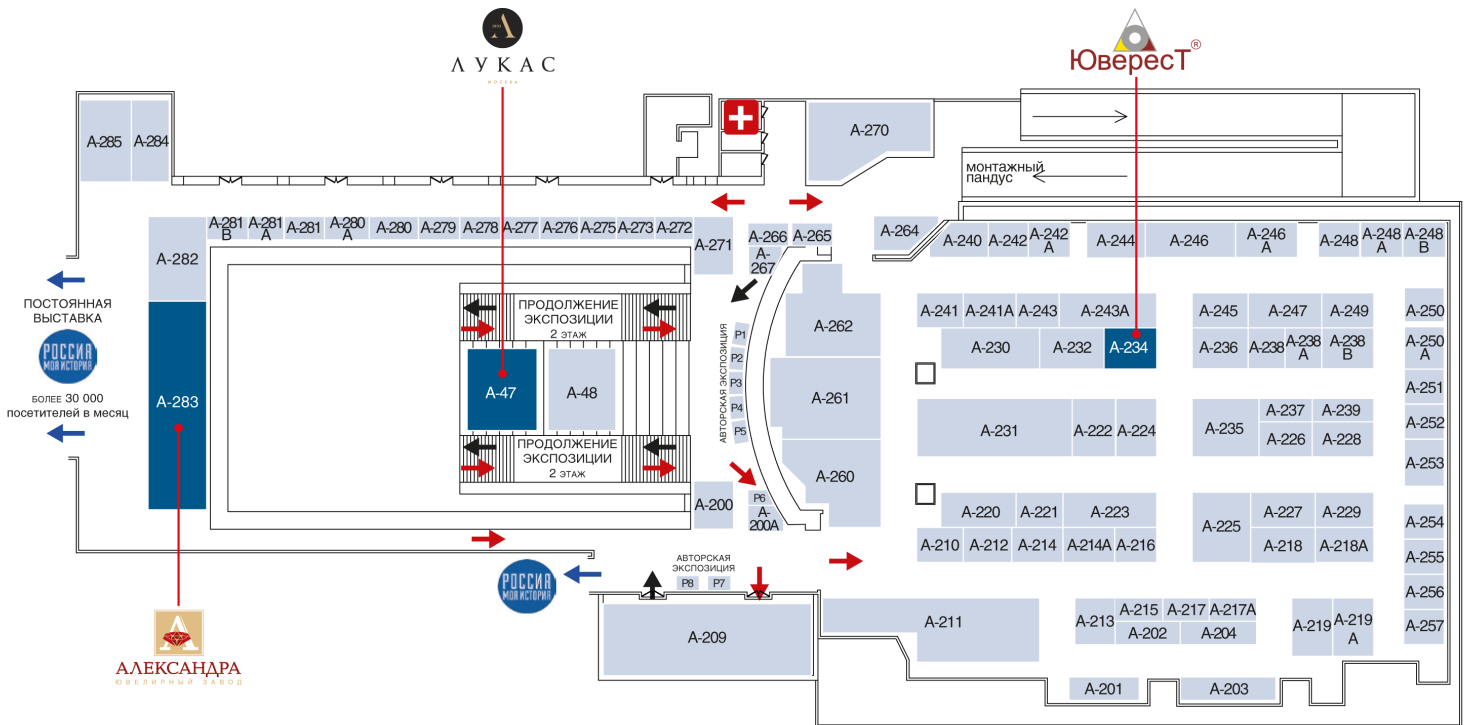 ЛУКАС
МОСКВА
ЮвересТ®
А-285
А-284
А-270
монтажный
пандус
А-281
В
А-281
А
А-281
А-280
А
А-280
А-279
А-278
А-277
А-276
А-275
А-273
А-272
А-271
А-266
А-265
А-267
А-264
А-240
А-242
А-242
А
А-244
А-246
А-246
А
А-248
А-248
А
А-248
В
А-282
ПОСТОЯННАЯ
ВЫСТАВКА
РОССИЯ
МОЯ ИСТОРИЯ
БОЛЕЕ 30 000
посетителей в месяц
А-283
ПРОДОЛЖЕНИЕ
ЭКСПОЗИЦИИ
2 ЭТАЖ
А-47
А-48
ПРОДОЛЖЕНИЕ
ЭКСПОЗИЦИИ
2 ЭТАЖ
АВТОРСКАЯ ЭКСПОЗИЦИЯ
Р1
Р2
Р3
Р4
Р5
А-262
А-261
А-260
А-241
А-241А
А-243
А-243А
А-245
А-247
А-249
А-250
А-230
А-232
А-234
А-236
А-238
А-238
А
А-238
В
А-250
А
А-251
А-231
А-222
А-224
А-235
А-237
А-239
А-226
А-228
А-252
А-253
А-200
Р6
А-200А
А-220
А-221
А-223
А-225
А-227
А-229
А-254
А-210
А-212
А-214
А-214А
А-216
А-218
А-218А
А-255
АВТОРСКАЯ
ЭКСПОЗИЦИЯ
Р8
Р7
РОССИЯ
МОЯ ИСТОРИЯ
А-256
А-257
А-209
А-211
А-213
А-215
А-217
А-217А
А-202
А-204
А-219
А-219
А
А-201
А-203
АЛЕКСАНДРА
ЮВЕЛИРНЫЙ ЗАВОД